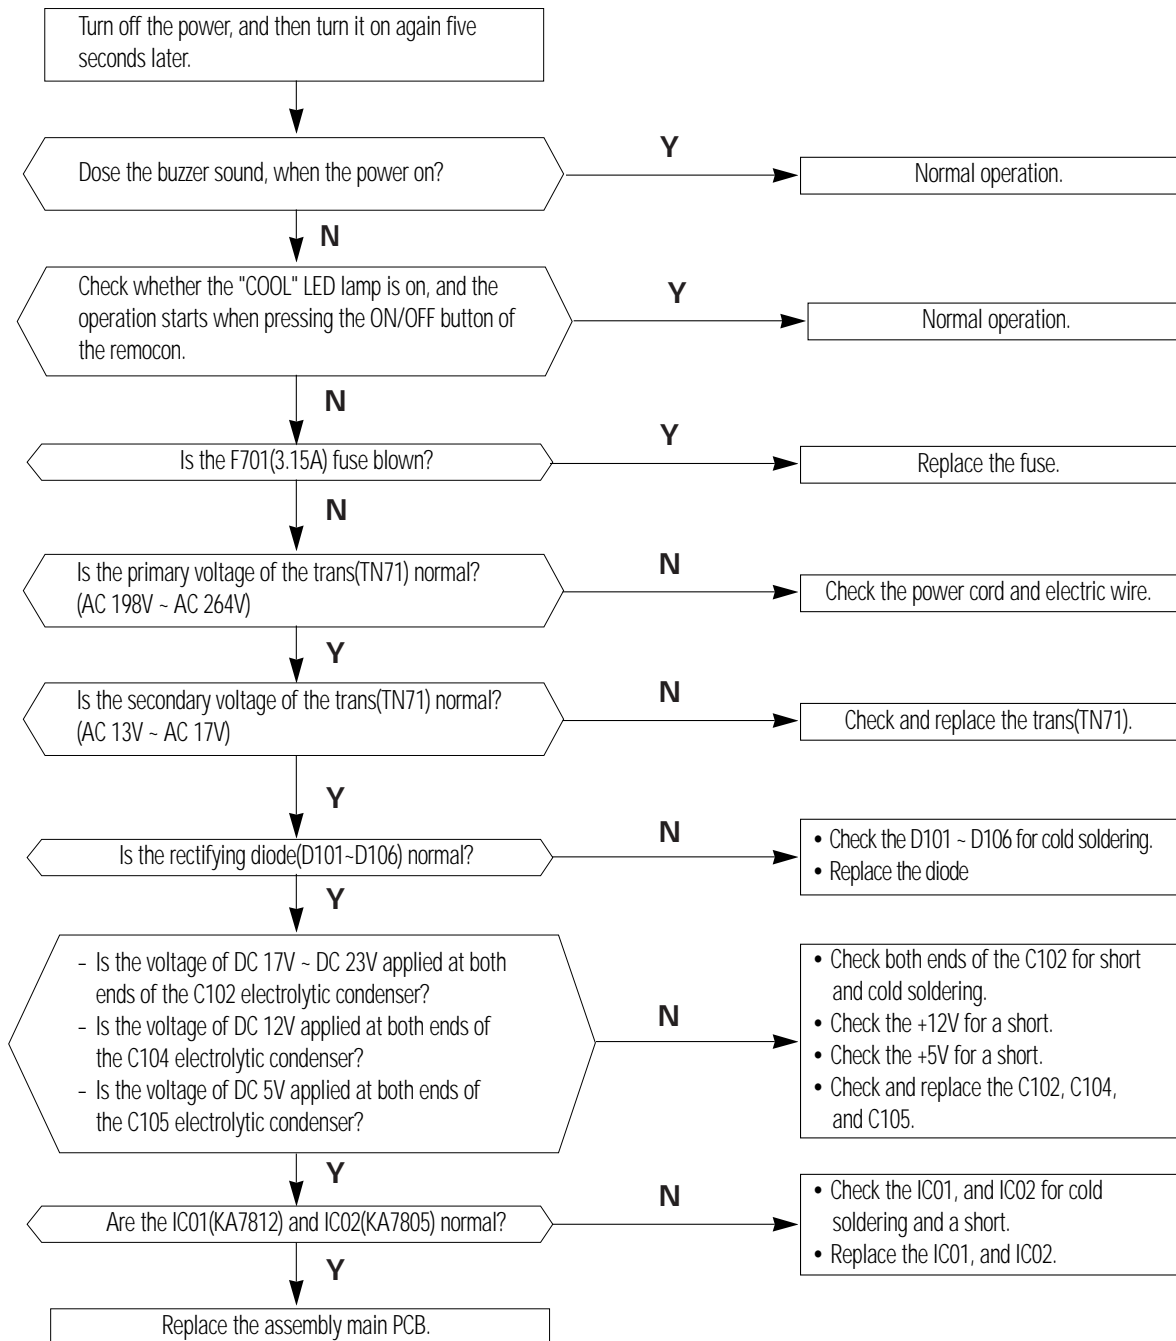 Turn off the power, and then turn it on again five
seconds later.
Dose the buzzer sound, when the power on?
Y
Normal operation.
N
Check whether the "COOL" LED lamp is on, and the
operation starts when pressing the ON/OFF button of
the remocon.
Y
Normal operation.
N
Is the F701(3.15A) fuse blown?
Y
Replace the fuse.
N
Is the primary voltage of the trans(TN71) normal?
(AC 198V ~ AC 264V)
N
Check the power cord and electric wire.
Y
Is the secondary voltage of the trans(TN71) normal?
(AC 13V ~ AC 17V)
N
Check and replace the trans(TN71).
Y
Is the rectifying diode(D101~D106) normal?
N
• Check the D101 ~ D106 for cold soldering.
• Replace the diode
Y
- Is the voltage of DC 17V ~ DC 23V applied at both
ends of the C102 electrolytic condenser?
- Is the voltage of DC 12V applied at both ends of
the C104 electrolytic condenser?
- Is the voltage of DC 5V applied at both ends of
the C105 electrolytic condenser?
N
• Check both ends of the C102 for short
and cold soldering.
• Check the +12V for a short.
• Check the +5V for a short.
• Check and replace the C102, C104,
and C105.
Y
Are the IC01(KA7812) and IC02(KA7805) normal?
N
• Check the IC01, and IC02 for cold
soldering and a short.
• Replace the IC01, and IC02.
Y
Replace the assembly main PCB.